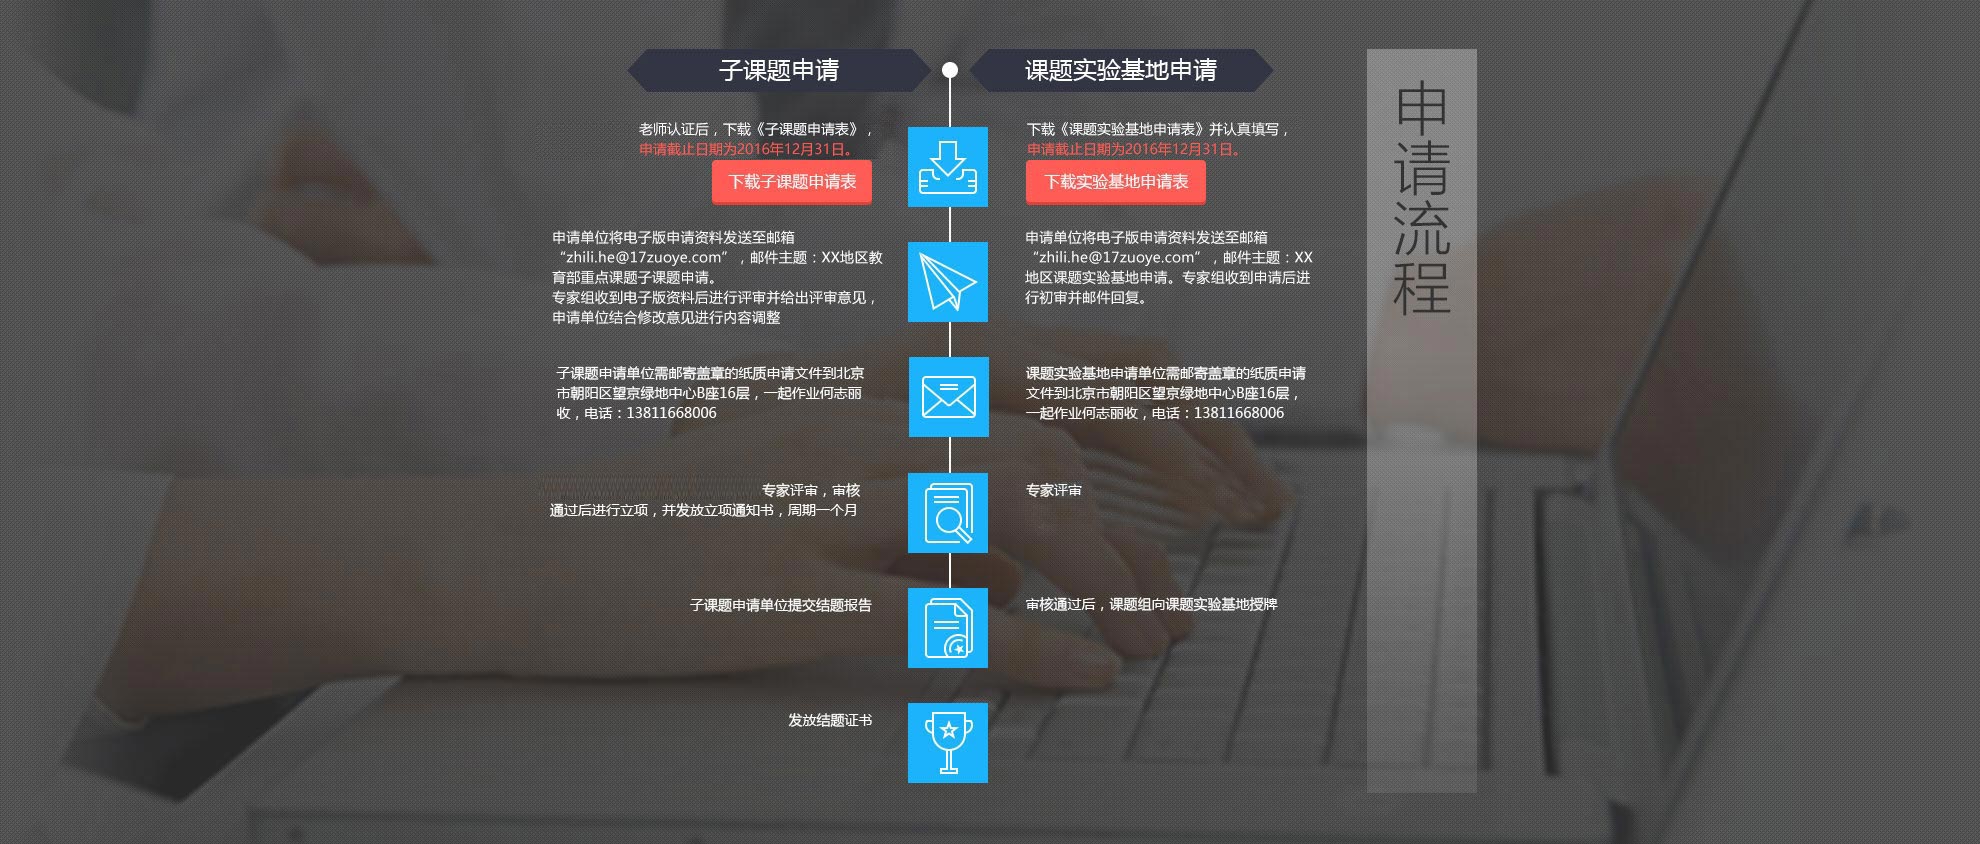 子课题申请
课题实验基地申请
申请流程
老师认证后，下载《子课题申请表》，
申请截止日期为2016年12月31日。
下载子课题申请表
下载《课题实验基地申请表》并认真填写，
申请截止日期为2016年12月31日。
下载实验基地申请表
申请单位将电子版申请资料发送至邮箱
“zhili.he@17zuoye.com”，邮件主题：XX地区教
育部重点课题子课题申请。
专家组收到电子版资料后进行评审并给出评审意见，
申请单位结合修改意见进行内容调整
申请单位将电子版申请资料发送至邮箱
“zhili.he@17zuoye.com”，邮件主题：XX
地区课题实验基地申请。专家组收到申请后进
行初审并邮件回复。
子课题申请单位需邮寄盖章的纸质申请文件到北京
市朝阳区望京绿地中心B座16层，一起作业何志丽
收，电话：13811668006
课题实验基地申请单位需邮寄盖章的纸质申请
文件到北京市朝阳区望京绿地中心B座16层，
一起作业何志丽收，电话：13811668006
专家评审，审核
通过后进行立项，并发放立项通知书，周期一个月
专家评审
子课题申请单位提交结题报告
审核通过后，课题组向课题实验基地授牌
发放结题证书